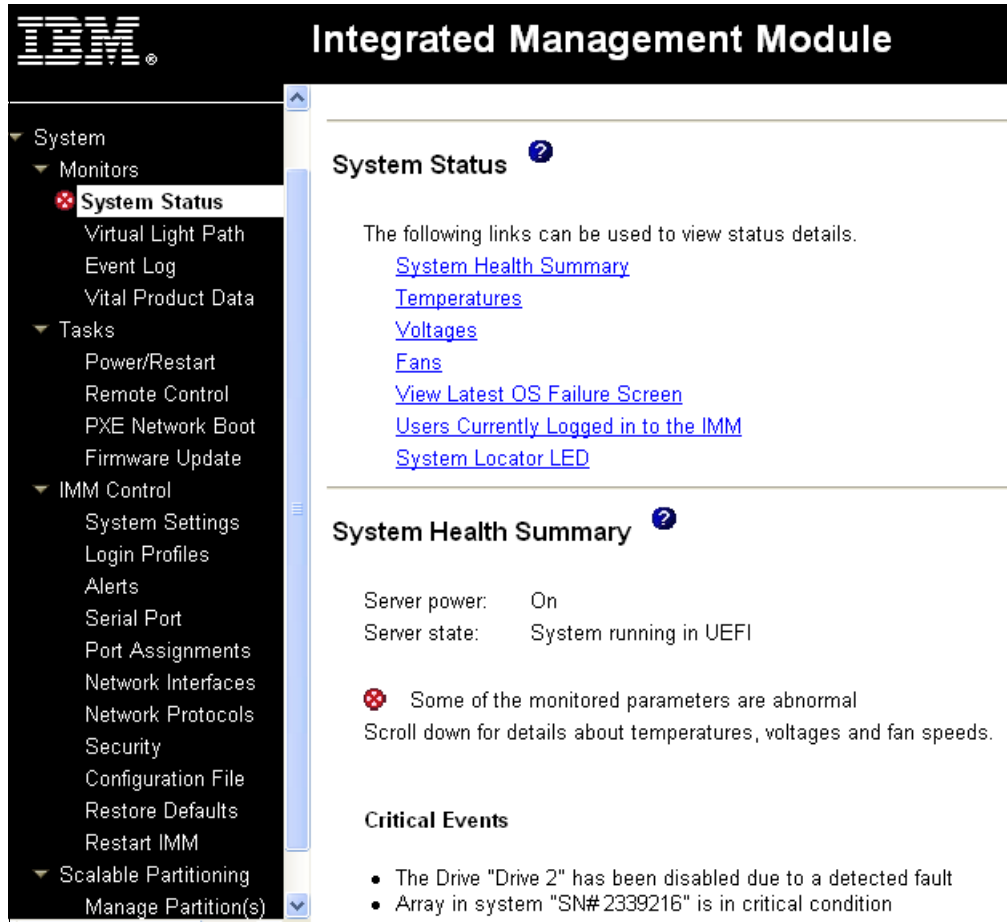 IBM®
Integrated Management Module
System
Monitors
System Status
Virtual Light Path
Event Log
Vital Product Data
Tasks
Power/Restart
Remote Control
PXE Network Boot
Firmware Update
IMM Control
System Settings
Login Profiles
Alerts
Serial Port
Port Assignments
Network Interfaces
Network Protocols
Security
Configuration File
Restore Defaults
Restart IMM
Scalable Partitioning
Manage Partition(s)
System Status ?
The following links can be used to view status details.
System Health Summary
Temperatures
Voltages
Fans
View Latest OS Failure Screen
Users Currently Logged in to the IMM
System Locator LED
System Health Summary ?
Server power: On
Server state: System running in UEFI
Some of the monitored parameters are abnormal
Scroll down for details about temperatures, voltages and fan speeds.
Critical Events
• The Drive "Drive 2" has been disabled due to a detected fault
• Array in system "SN# 2339216" is in critical condition